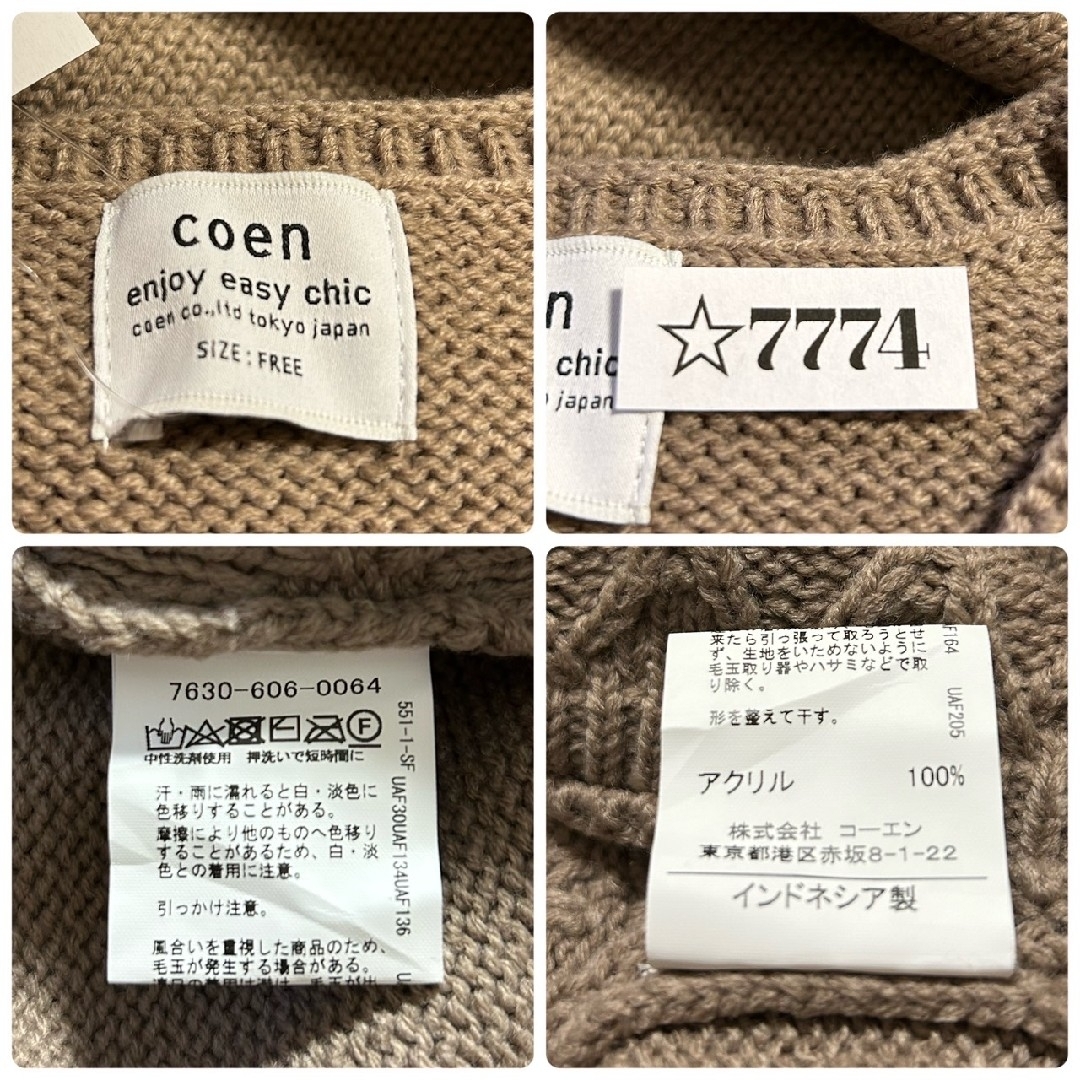 coen
enjoy easy chic
coen co.,ltd tokyo japan
SIZE : FREE
n
chic
japan
☆7774
7630-606-0064
中性洗剤使用 押洗いで短時間に
汗・雨に濡れると白・淡色に
色移りすることがある。
摩擦により他のものへ色移り
することがあるため、白・淡
色との着用に注意。
引っかけ注意。
風合いを重視した商品のため、
毛玉が発生する場合がある。
551-1-SF UAF30UAF134UAF136
来たら引っ張って取ろうとせ
ず、生地をいためないように
毛玉取り器やハサミなどで取
り除く。
形を整えて干す。
アクリル 100%
株式会社 コーエン
東京都港区赤坂8-1-22
インドネシア製
F164 UAF205